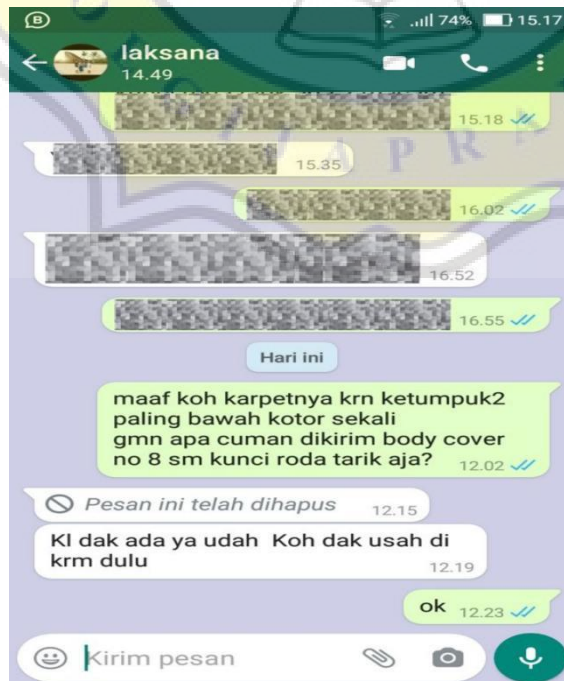 B 74% 15.17
laksana
14.49
15.18
15.35
16.02
16.52
16.55
Hari ini
maaf koh karpetnya krn ketumpuk2
paling bawah kotor sekali
gmn apa cuman dikirim body cover
no 8 sm kunci roda tarik aja? 12.02
Pesan ini telah dihapus 12.15
Kl dak ada ya udah Koh dak usah di
krm dulu 12.19
ok 12.23
Kirim pesan